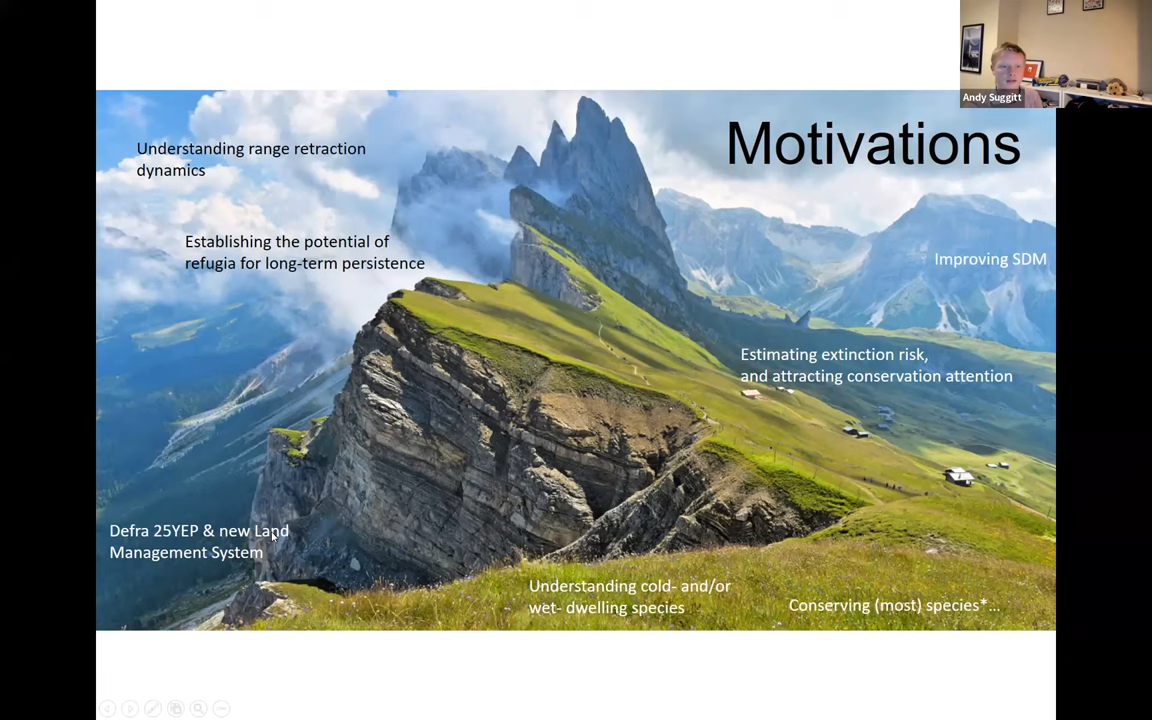 Andy Suggitt
Motivations
Understanding range retraction
dynamics
Establishing the potential of
refugia for long-term persistence
Improving SDM
Estimating extinction risk,
and attracting conservation attention
Defra 25YEP & new Land
Management System
Understanding cold- and/or
wet- dwelling species
Conserving (most) species*...